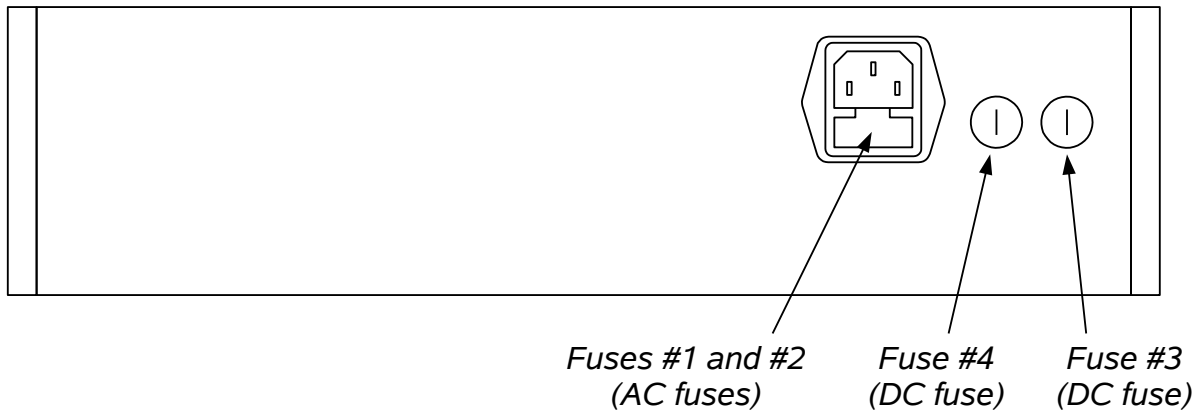 Fuses #1 and #2
(AC fuses)
Fuse #4
(DC fuse)
Fuse #3
(DC fuse)